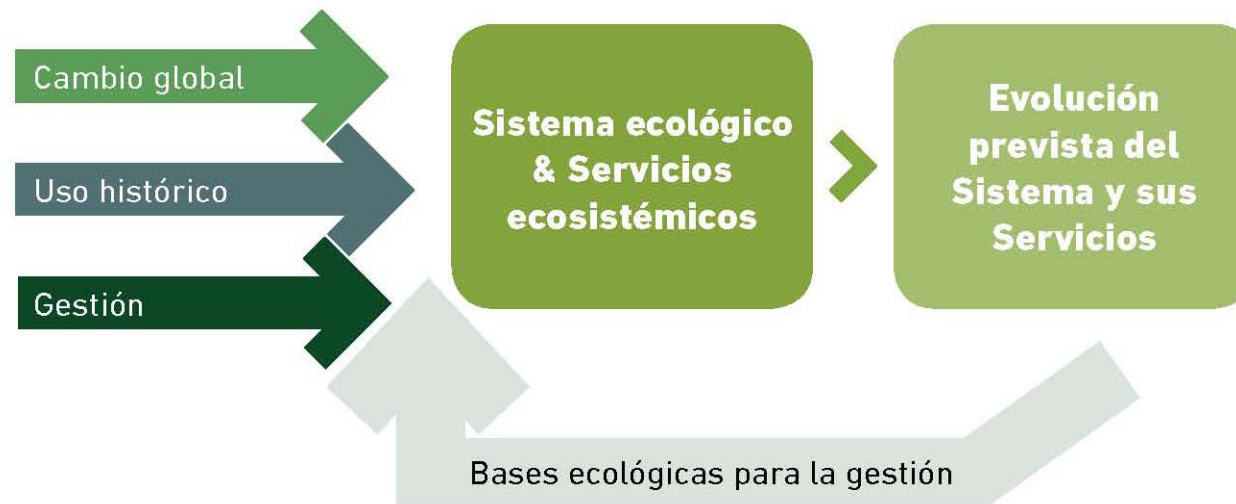 Cambio global
Uso histórico
Gestión
Sistema ecológico
& Servicios
ecosistémicos
Evolución
prevista del
Sistema y sus
Servicios
Bases ecológicas para la gestión